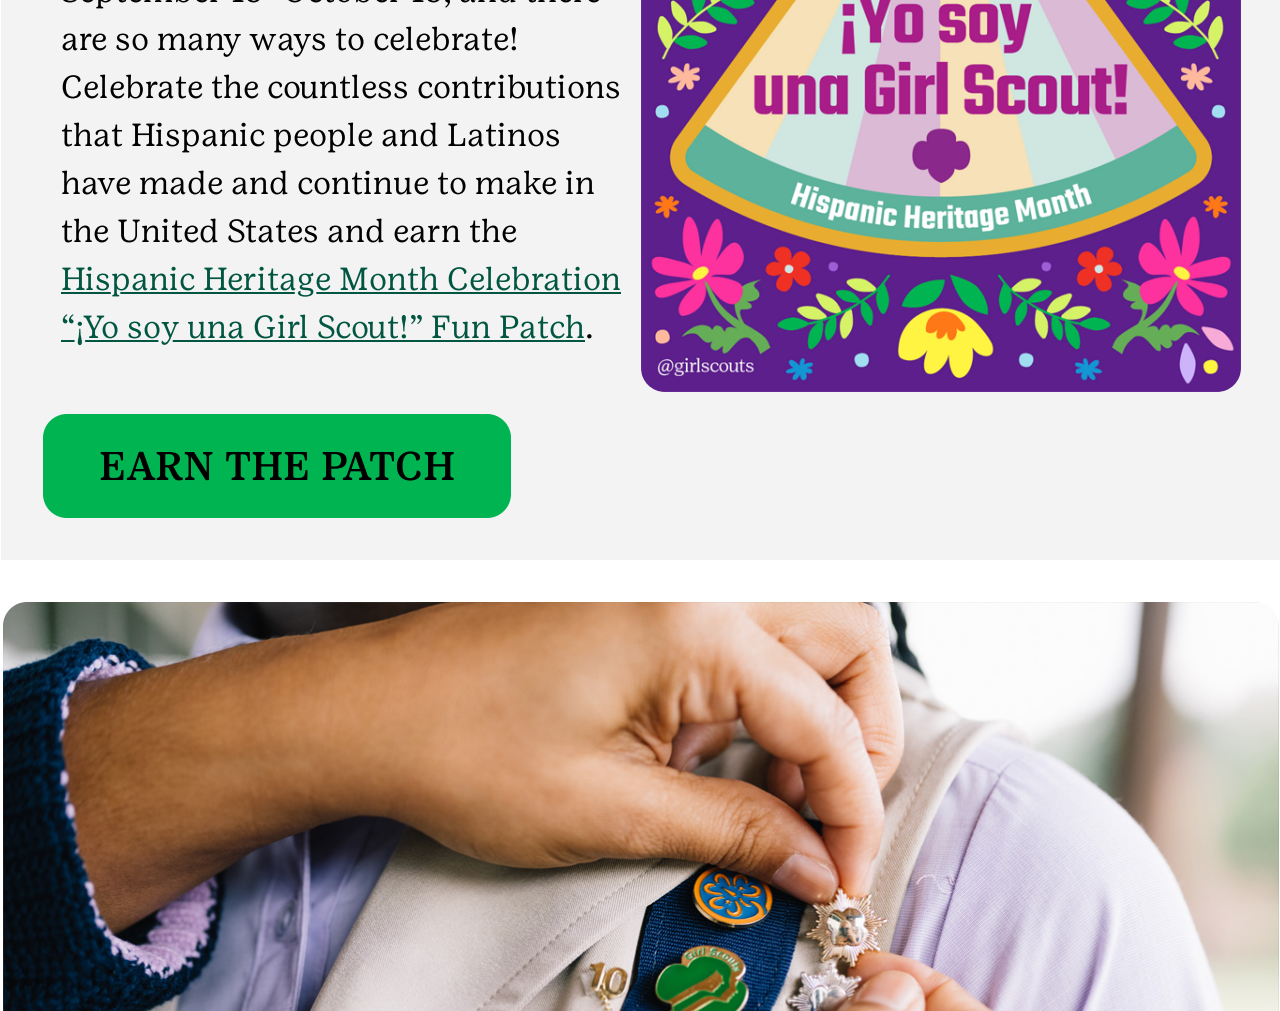 are so many ways to celebrate!
Celebrate the countless contributions
that Hispanic people and Latinos
have made and continue to make in
the United States and earn the
Hispanic Heritage Month Celebration
“¡Yo soy una Girl Scout!” Fun Patch.
¡Yo soy
una Girl Scout!
Hispanic Heritage Month
@girlscouts
EARN THE PATCH
Girl Scouts
10